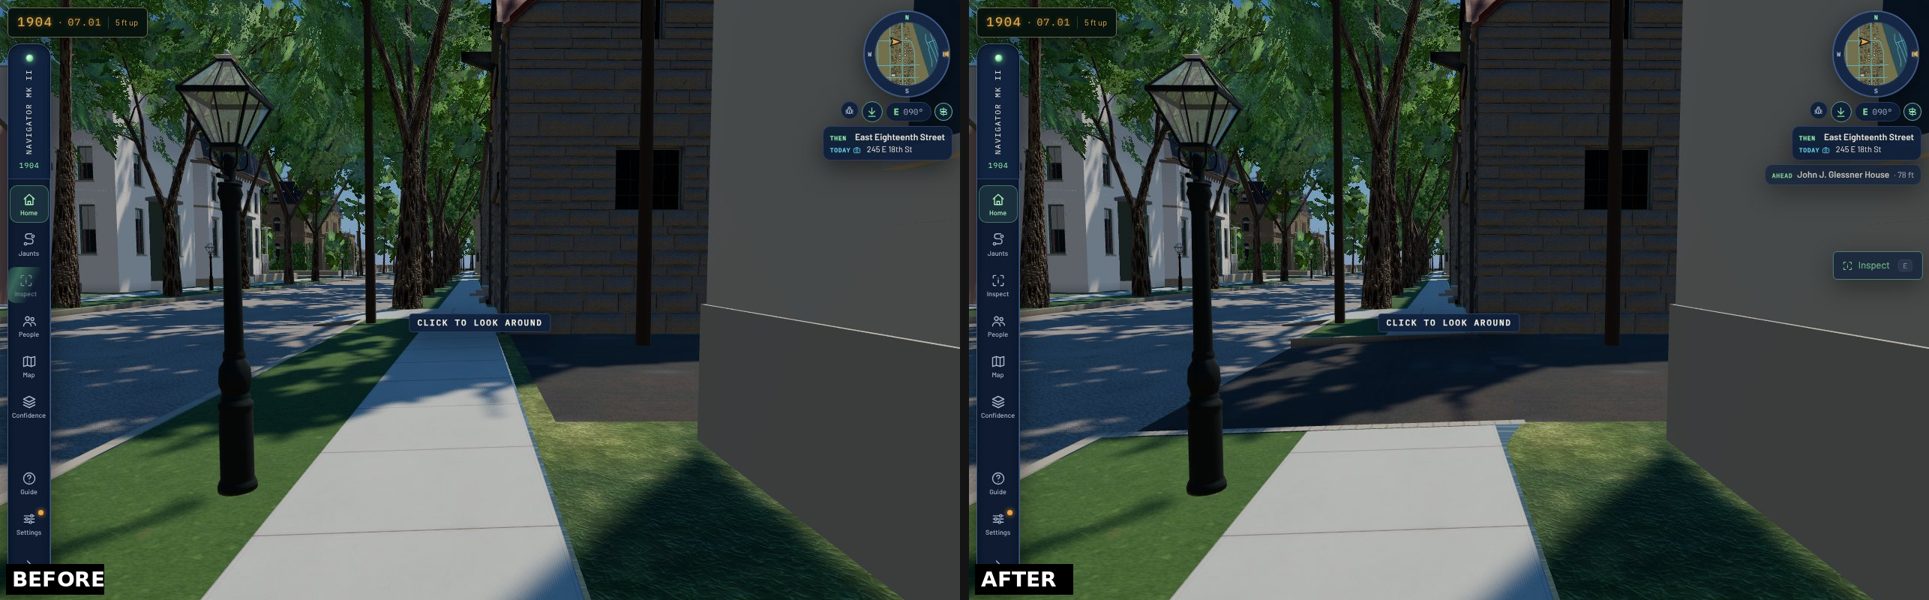 1904 · 07.01 | 5 ft up
NAVIGATOR MK II
1904
Home
Jaunts
Inspect
People
Map
Confidence
Guide
Settings
N
W
S
E 090°
THEN East Eighteenth Street
TODAY 245 E 18th St
CLICK TO LOOK AROUND
BEFORE
1904 · 07.01 | 5 ft up
NAVIGATOR MK II
1904
Home
Jaunts
Inspect
People
Map
Confidence
Guide
Settings
N
W
S
E 090°
THEN East Eighteenth Street
TODAY 245 E 18th St
AHEAD John J. Glessner House · 78 ft
Inspect E
CLICK TO LOOK AROUND
AFTER